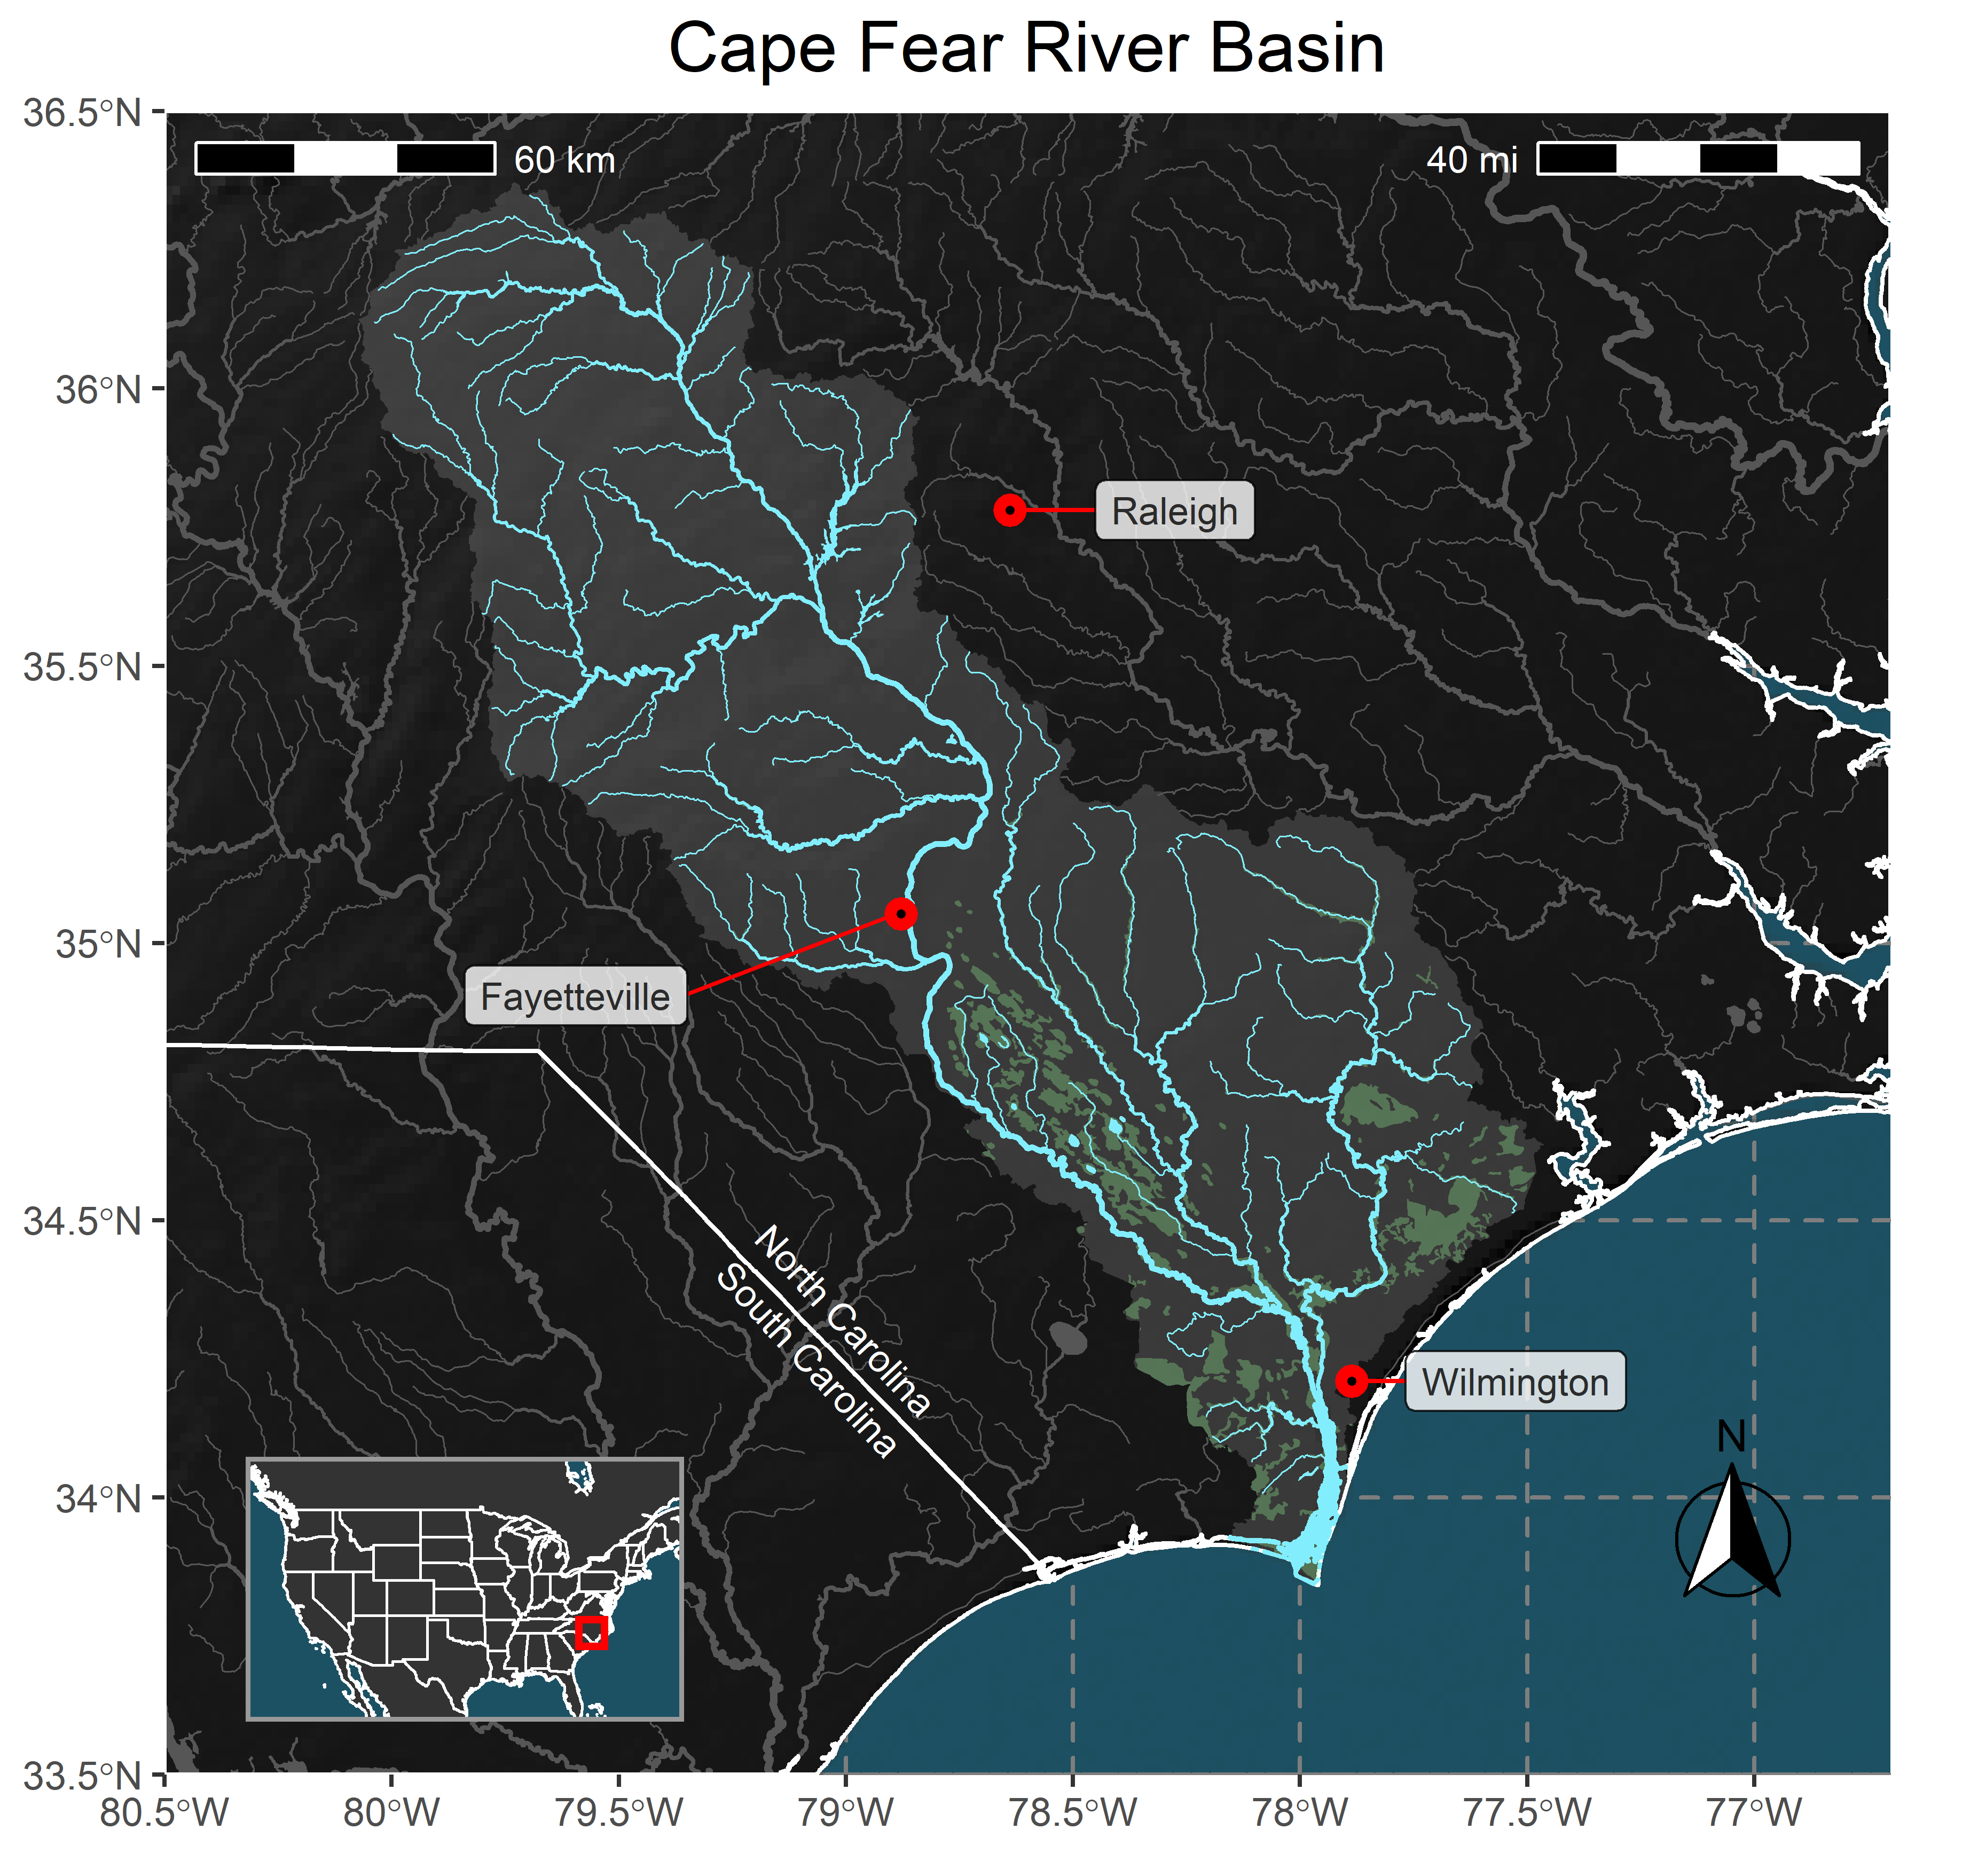 Cape Fear River Basin
36.5°N
36°N
35.5°N
35°N
34.5°N
34°N
33.5°N
60 km
40 mi
Raleigh
Fayetteville
North Carolina
South Carolina
Wilmington
N
80.5°W
80°W
79.5°W
79°W
78.5°W
78°W
77.5°W
77°W